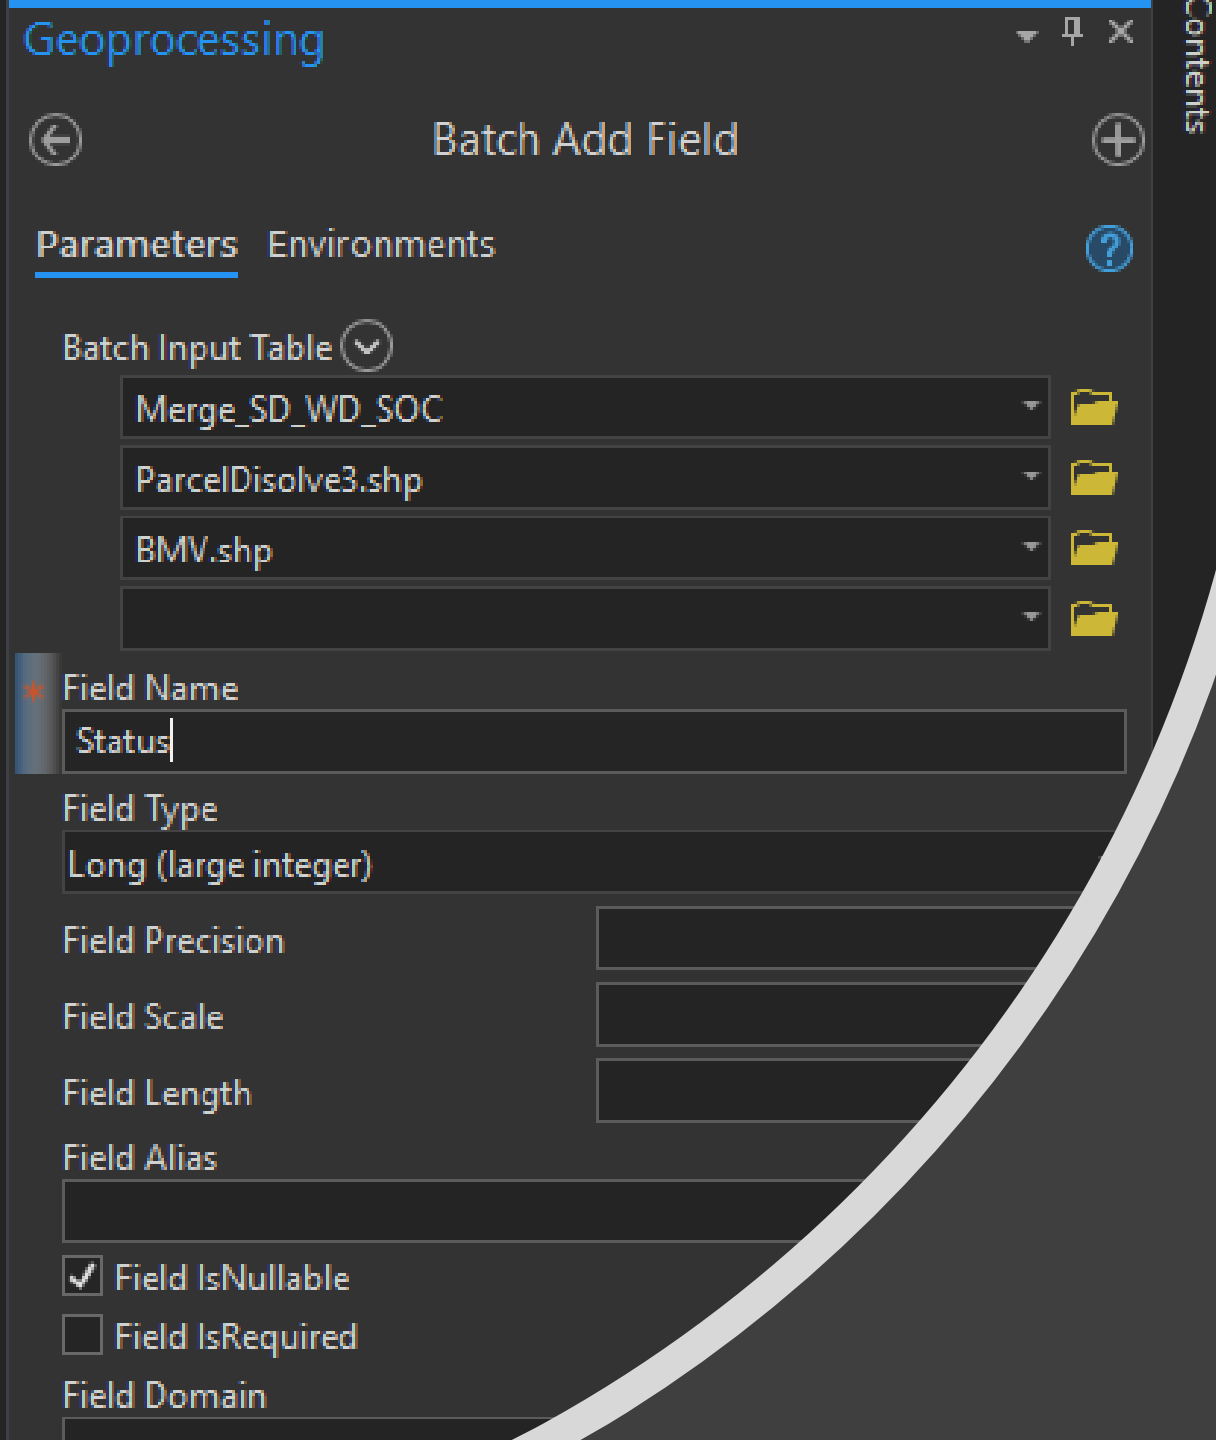 Geoprocessing
Contents
Batch Add Field
Parameters Environments
?
Batch Input Table
Merge_SD_WD_SOC
ParcelDisolve3.shp
BMV.shp
* Field Name
Status
Field Type
Long (large integer)
Field Precision
Field Scale
Field Length
Field Alias
Field IsNullable
Field IsRequired
Field Domain